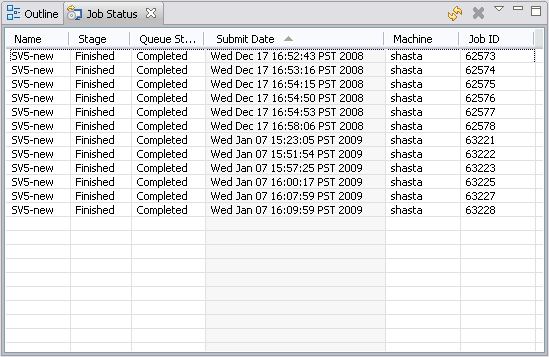 Outline Job Status
Name Stage Queue St... Submit Date Machine Job ID
SV5-new Finished Completed Wed Dec 17 16:52:43 PST 2008 shasta 62573
SV5-new Finished Completed Wed Dec 17 16:53:16 PST 2008 shasta 62574
SV5-new Finished Completed Wed Dec 17 16:54:15 PST 2008 shasta 62575
SV5-new Finished Completed Wed Dec 17 16:54:50 PST 2008 shasta 62576
SV5-new Finished Completed Wed Dec 17 16:54:53 PST 2008 shasta 62577
SV5-new Finished Completed Wed Dec 17 16:58:06 PST 2008 shasta 62578
SV5-new Finished Completed Wed Jan 07 15:23:05 PST 2009 shasta 63221
SV5-new Finished Completed Wed Jan 07 15:51:54 PST 2009 shasta 63222
SV5-new Finished Completed Wed Jan 07 15:57:25 PST 2009 shasta 63223
SV5-new Finished Completed Wed Jan 07 16:00:17 PST 2009 shasta 63225
SV5-new Finished Completed Wed Jan 07 16:07:59 PST 2009 shasta 63227
SV5-new Finished Completed Wed Jan 07 16:09:59 PST 2009 shasta 63228